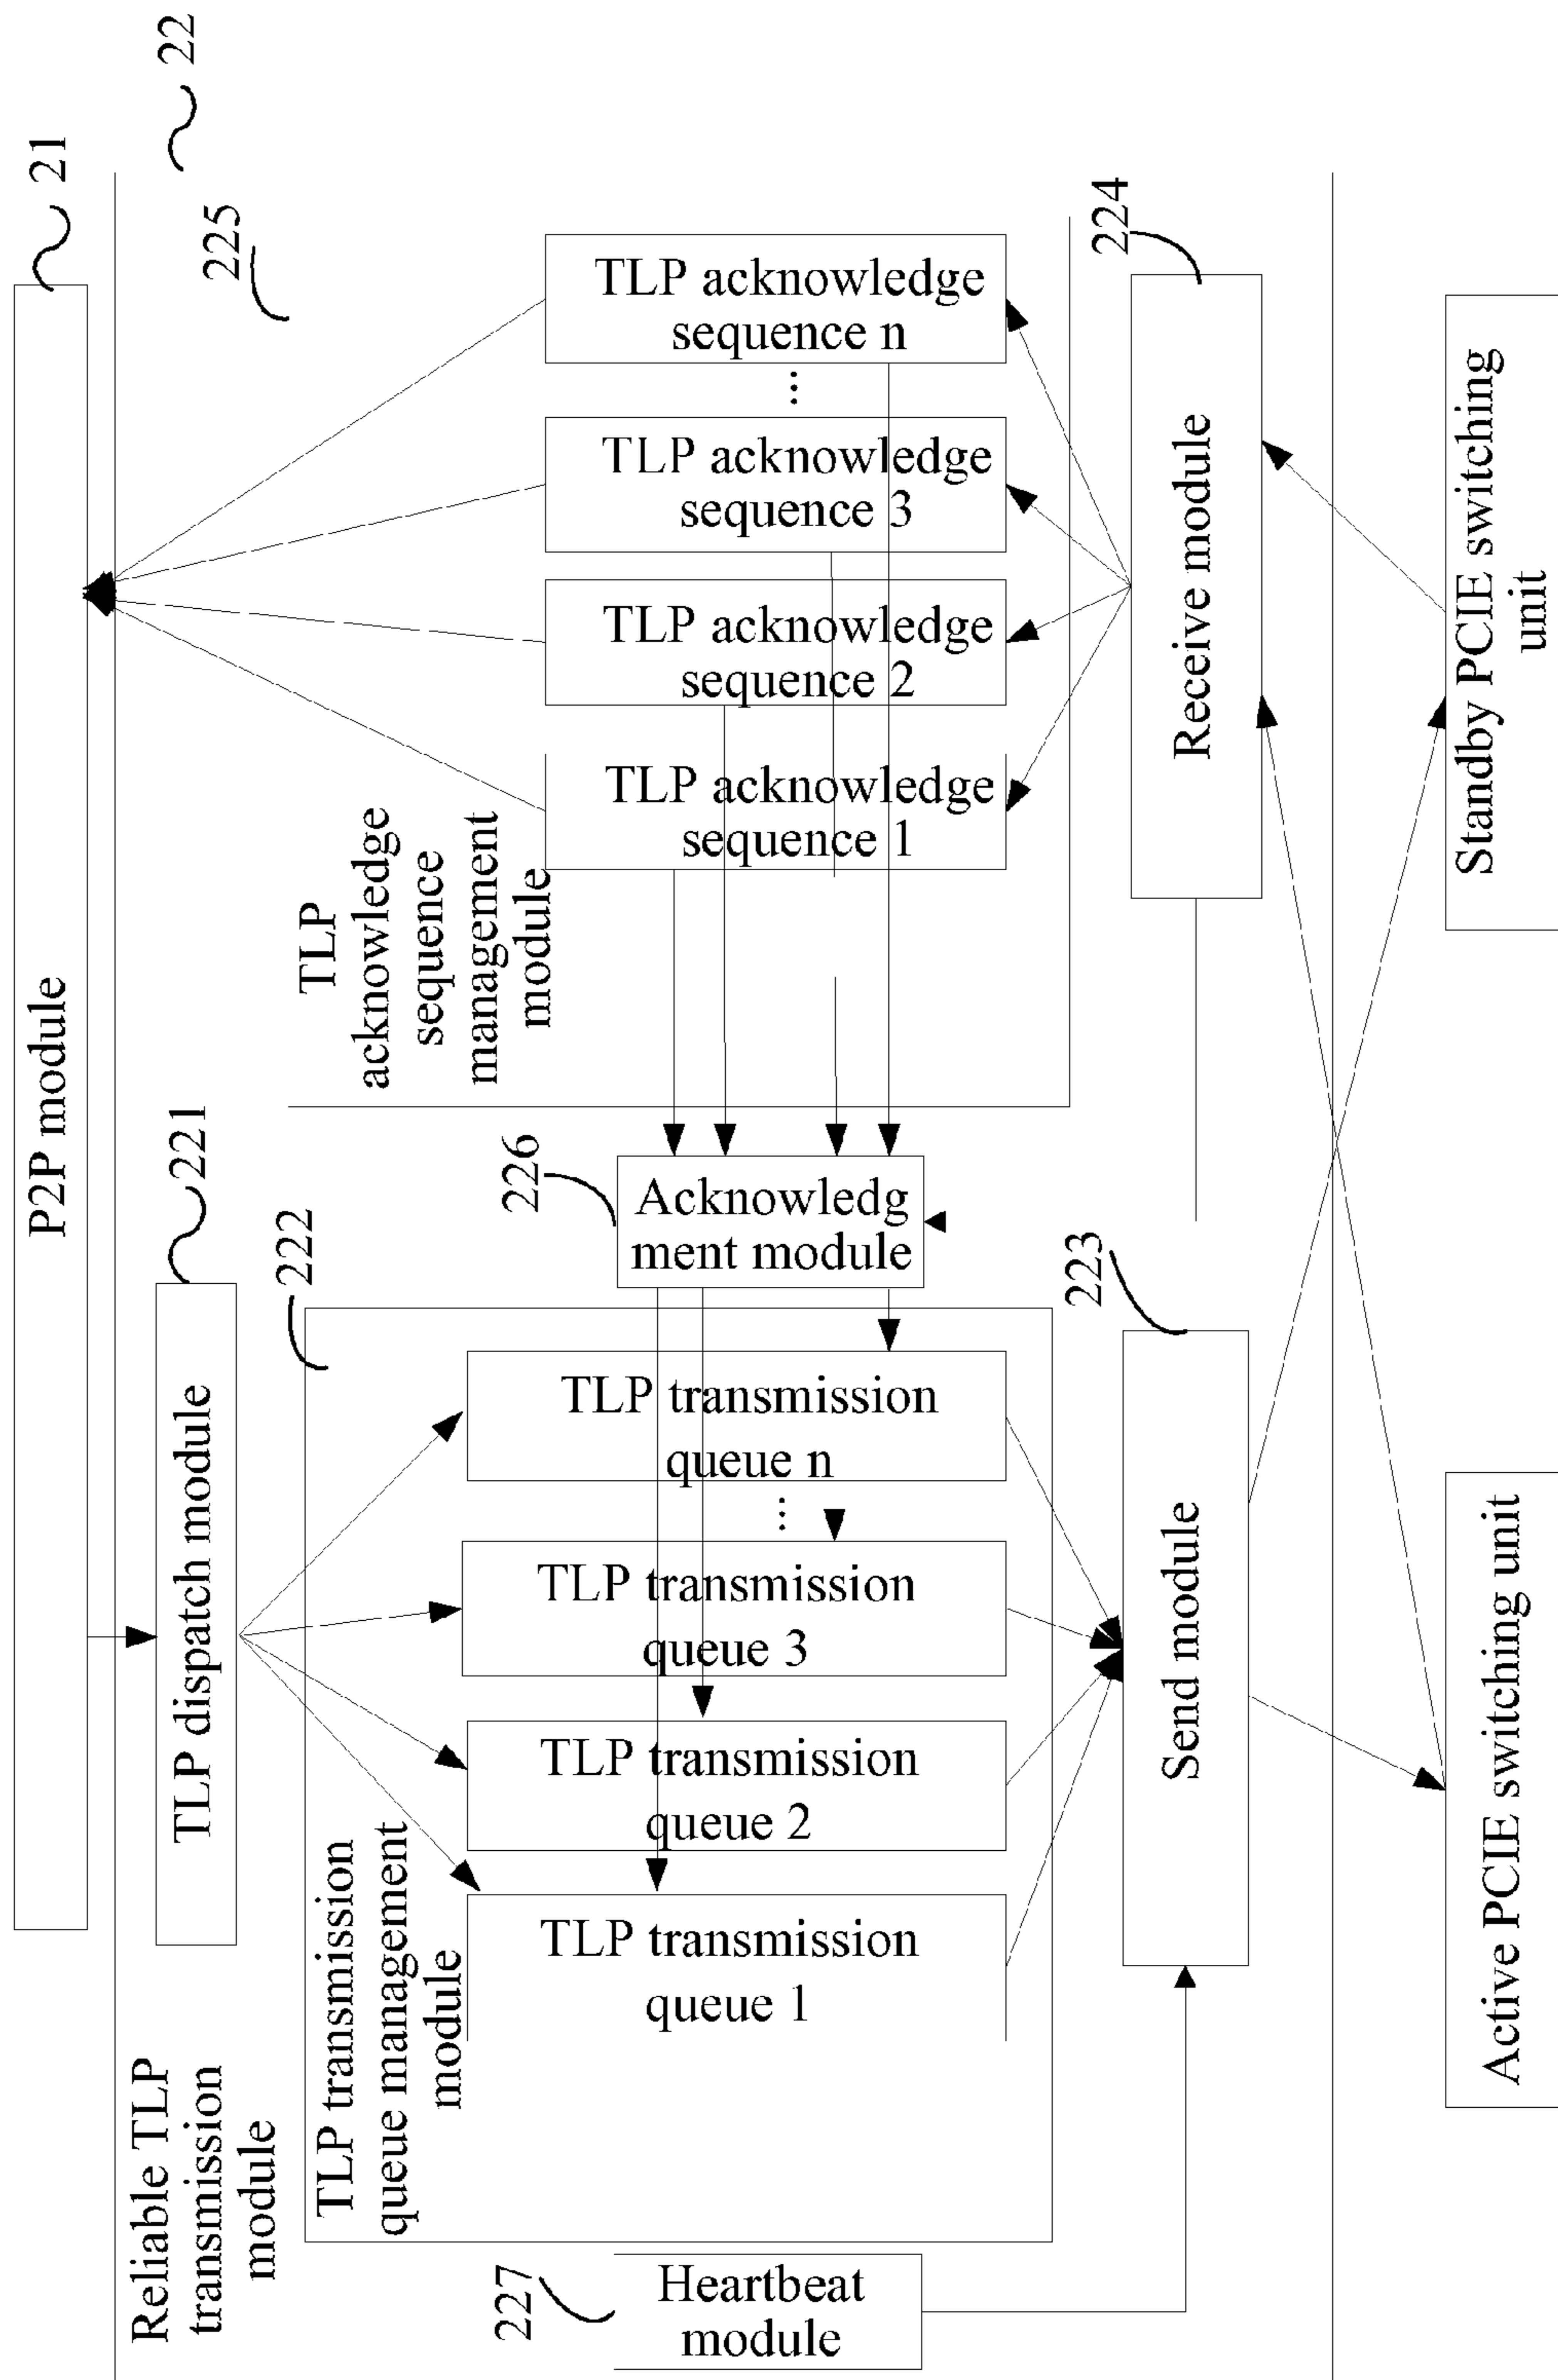 P2P module
21
22
Reliable TLP
transmission
module
TLP dispatch module
221
225
222
TLP transmission
queue management
module
TLP transmission
queue 1
TLP transmission
queue 2
TLP transmission
queue 3
...
TLP transmission
queue n
226
Acknowledg
ment module
TLP
acknowledge
sequence
management
module
TLP acknowledge
sequence 1
TLP acknowledge
sequence 2
TLP acknowledge
sequence 3
...
TLP acknowledge
sequence n
227
Heartbeat
module
223
Send module
224
Receive module
Active PCIE switching unit
Standby PCIE switching
unit